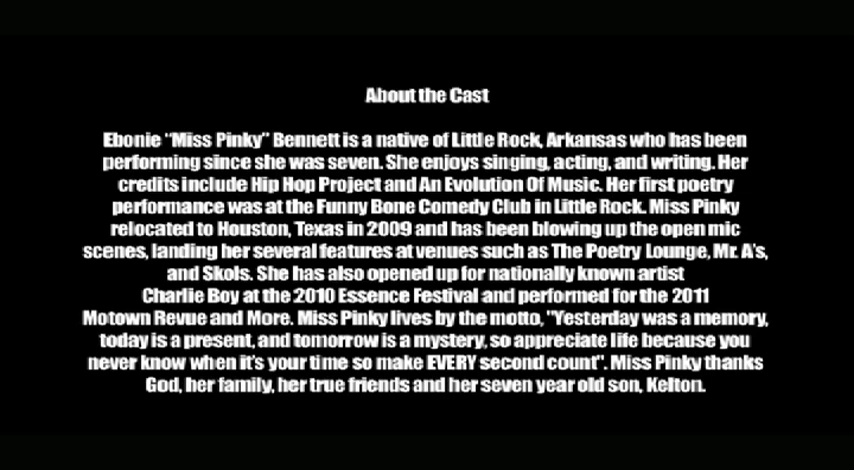 About the Cast
Ebonie "Miss Pinky" Bennett is a native of Little Rock, Arkansas who has been
performing since she was seven. She enjoys singing, acting, and writing. Her
credits include Hip Hop Project and An Evolution Of Music. Her first poetry
performance was at the Funny Bone Comedy Club in Little Rock. Miss Pinky
relocated to Houston, Texas in 2009 and has been blowing up the open mic
scenes, landing her several features at venues such as The Poetry Lounge, Mr. A's,
and Skols. She has also opened up for nationally known artist
Charlie Boy at the 2010 Essence Festival and performed for the 2011
Motown Revue and More. Miss Pinky lives by the motto, "Yesterday was a memory,
today is a present, and tomorrow is a mystery, so appreciate life because you
never know when it's your time so make EVERY second count". Miss Pinky thanks
God, her family, her true friends and her seven year old son, Kelton.